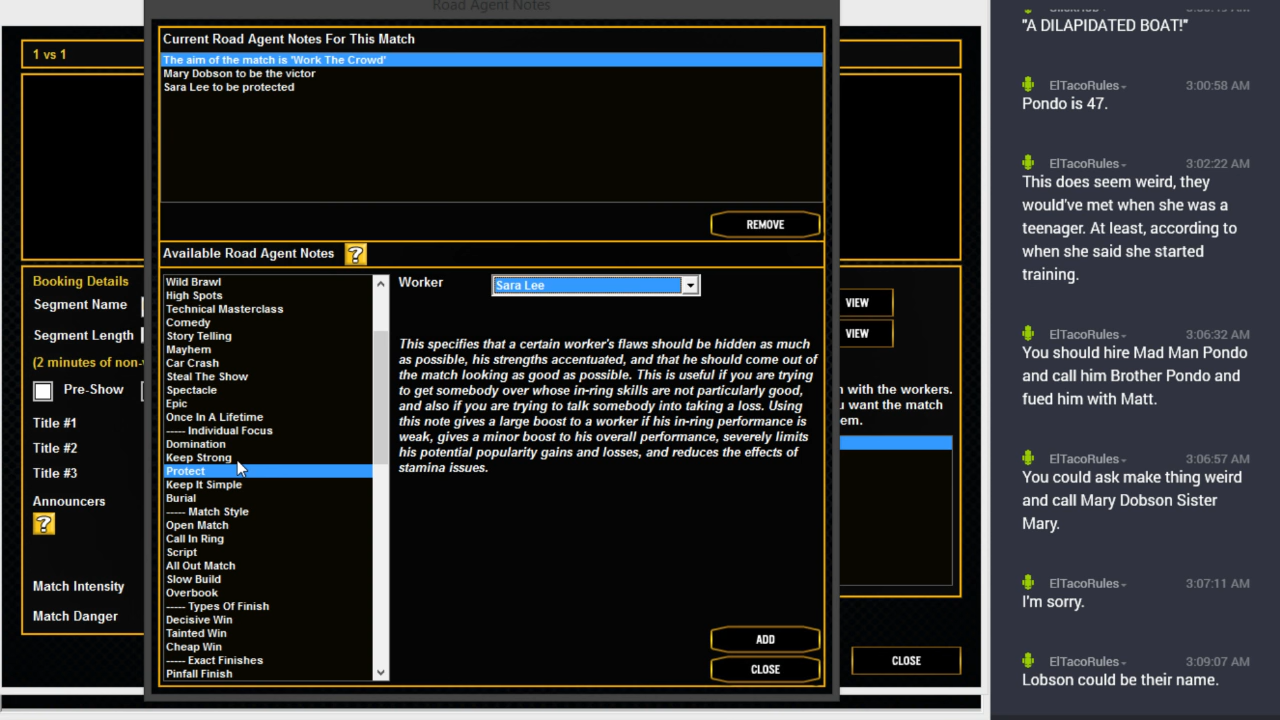 Road Agent Notes
Current Road Agent Notes For This Match
The aim of the match is 'Work The Crowd'
Mary Dobson to be the victor
Sara Lee to be protected
REMOVE
Available Road Agent Notes
?
Wild Brawl
High Spots
Technical Masterclass
Comedy
Story Telling
Mayhem
Car Crash
Steal The Show
Spectacle
Epic
Once In A Lifetime
----- Individual Focus
Domination
Keep Strong
Protect
Keep It Simple
Burial
----- Match Style
Open Match
Call In Ring
Script
All Out Match
Slow Build
Overbook
----- Types Of Finish
Decisive Win
Tainted Win
Cheap Win
----- Exact Finishes
Pinfall Finish
Worker
Sara Lee
This specifies that a certain worker's flaws should be hidden as much
as possible, his strengths accentuated, and that he should come out of
the match looking as good as possible. This is useful if you are trying
to get somebody over whose in-ring skills are not particularly good,
and also if you are trying to talk somebody into taking a loss. Using
this note gives a large boost to a worker if his in-ring performance is
weak, gives a minor boost to his overall performance, severely limits
his potential popularity gains and losses, and reduces the effects of
stamina issues.
ADD
CLOSE
1 vs 1
Booking Details
Segment Name
Segment Length
(2 minutes of non-
Pre-Show
Title #1
Title #2
Title #3
Announcers
?
Match Intensity
Match Danger
VIEW
VIEW
with the workers.
want the match
em.
CLOSE
"A DILAPIDATED BOAT!"
ElTacoRules 3:00:58 AM
Pondo is 47.
ElTacoRules 3:02:22 AM
This does seem weird, they
would've met when she was a
teenager. At least, according to
when she said she started
training.
ElTacoRules 3:06:32 AM
You should hire Mad Man Pondo
and call him Brother Pondo and
fued him with Matt.
ElTacoRules 3:06:57 AM
You could ask make thing weird
and call Mary Dobson Sister
Mary.
ElTacoRules 3:07:11 AM
I'm sorry.
ElTacoRules 3:09:07 AM
Lobson could be their name.